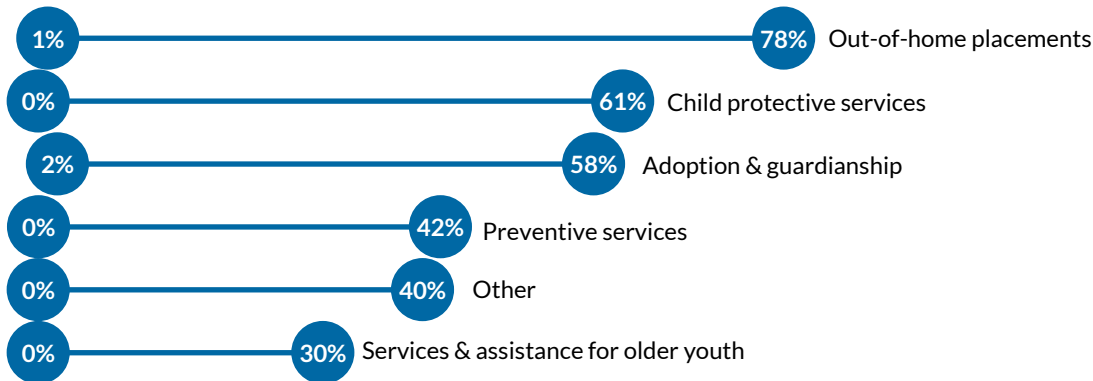 1% 78% Out-of-home placements
0% 61% Child protective services
2% 58% Adoption & guardianship
0% 42% Preventive services
0% 40% Other
0% 30% Services & assistance for older youth